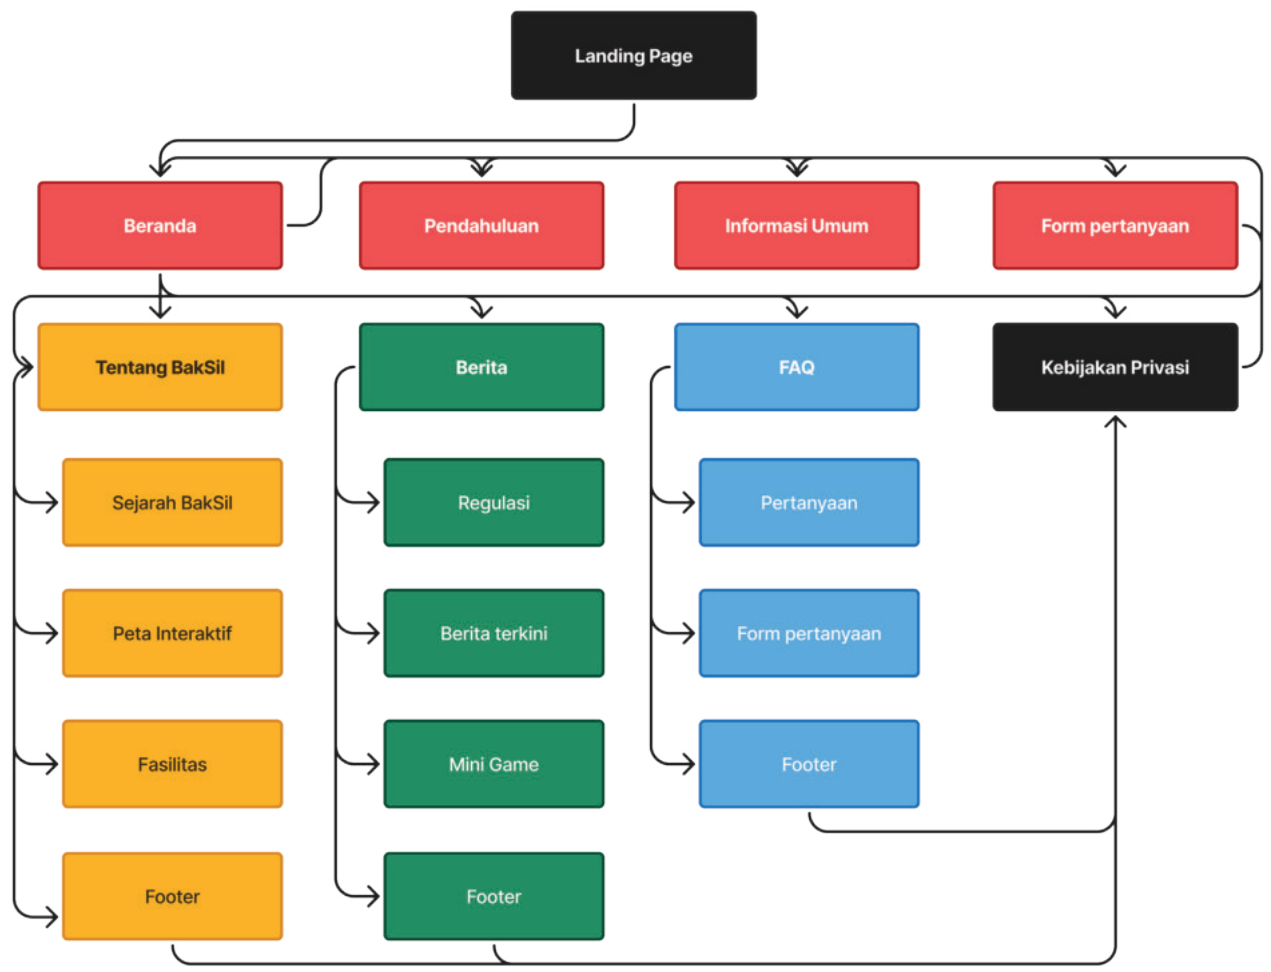 Landing Page
Beranda
Pendahuluan
Informasi Umum
Form pertanyaan
Tentang BakSil
Berita
FAQ
Kebijakan Privasi
Sejarah BakSil
Regulasi
Pertanyaan
Peta Interaktif
Berita terkini
Form pertanyaan
Fasilitas
Mini Game
Footer
Footer
Footer